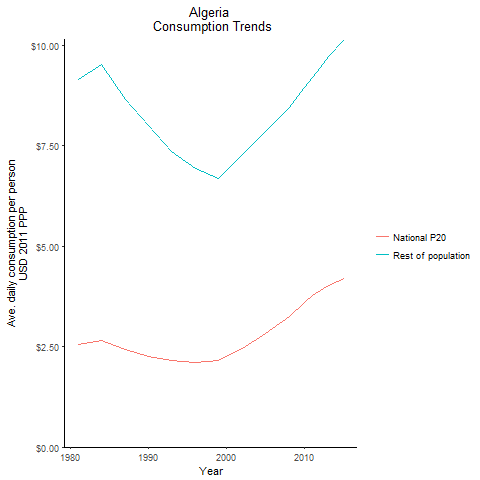 Algeria
Consumption Trends
Ave. daily consumption per person
USD 2011 PPP
$10.00
$7.50
$5.00
$2.50
$0.00
1980
1990
2000
2010
Year
National P20
Rest of population